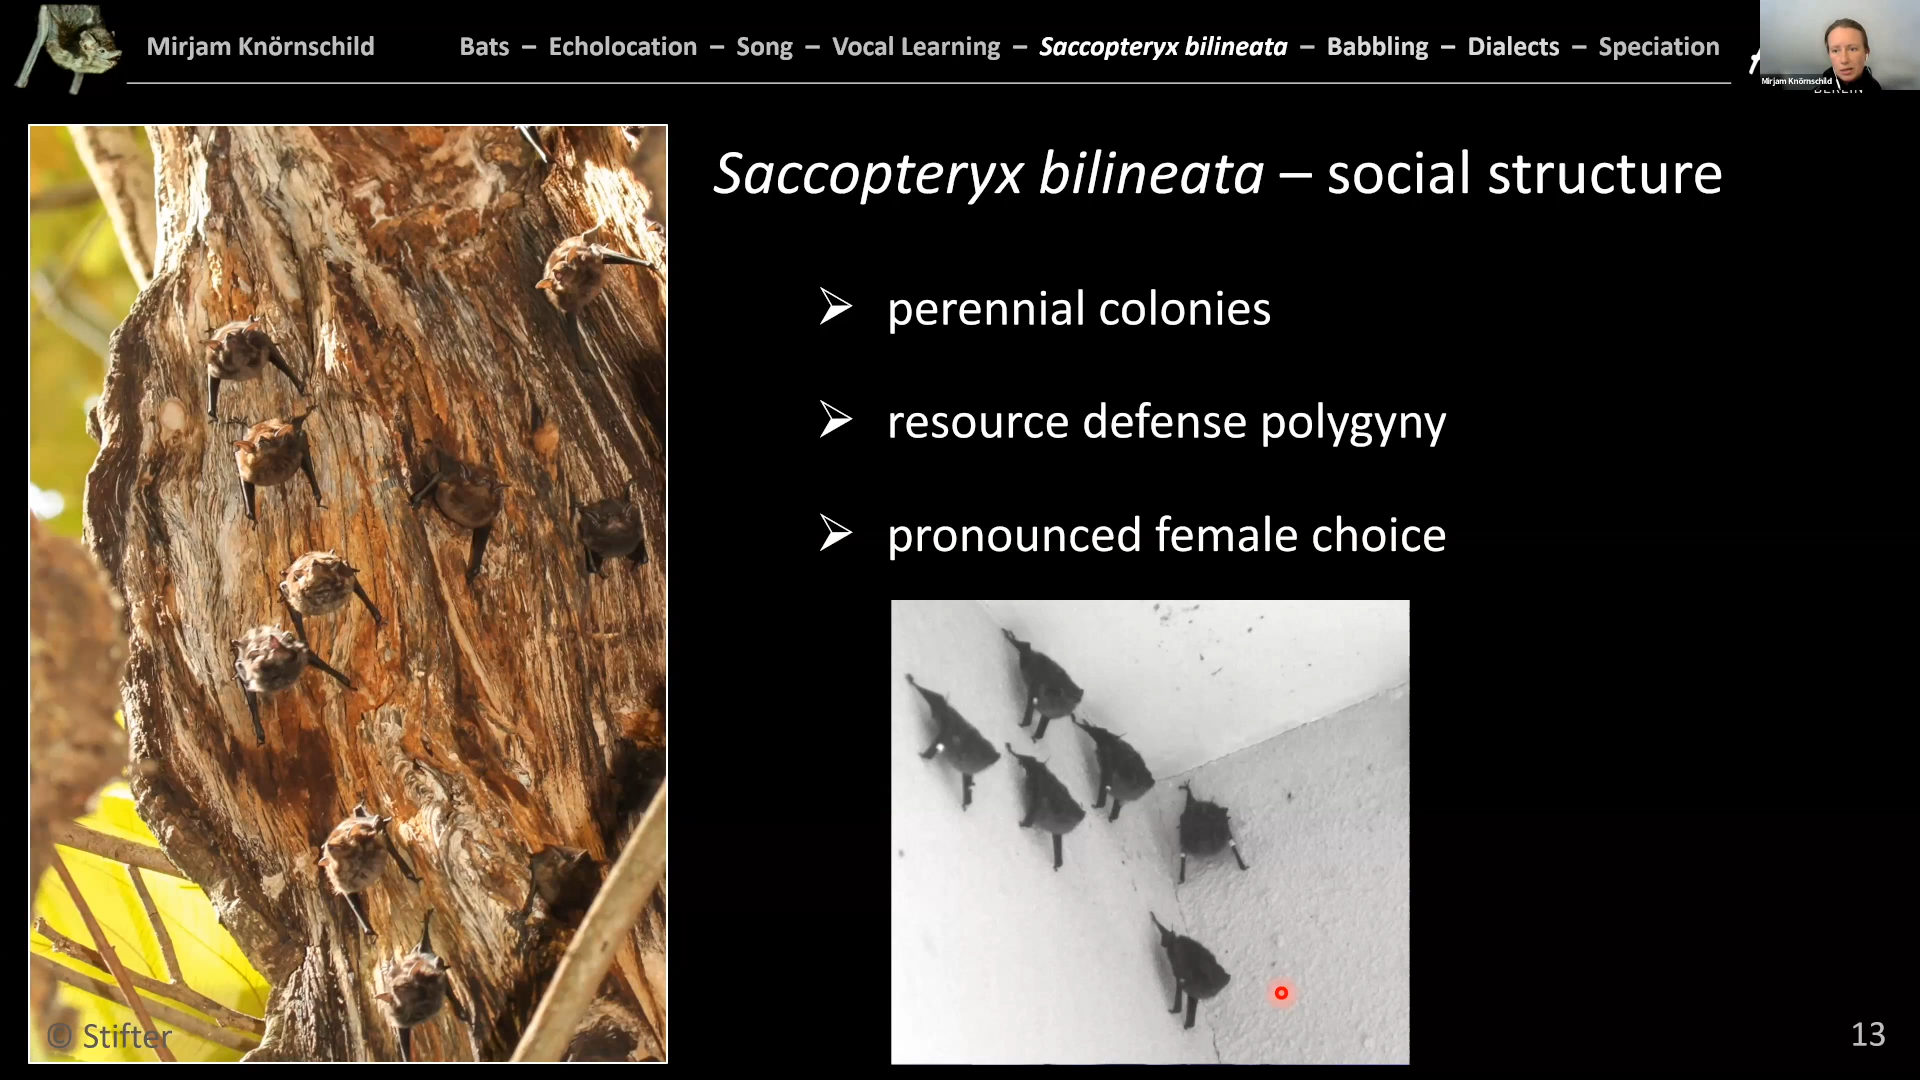 Mirjam Knörnschild
Bats – Echolocation – Song – Vocal Learning – Saccopteryx bilineata – Babbling – Dialects – Speciation
Mirjam Knörnschild
Saccopteryx bilineata – social structure
➢ perennial colonies
➢ resource defense polygyny
➢ pronounced female choice
© Stifter
13